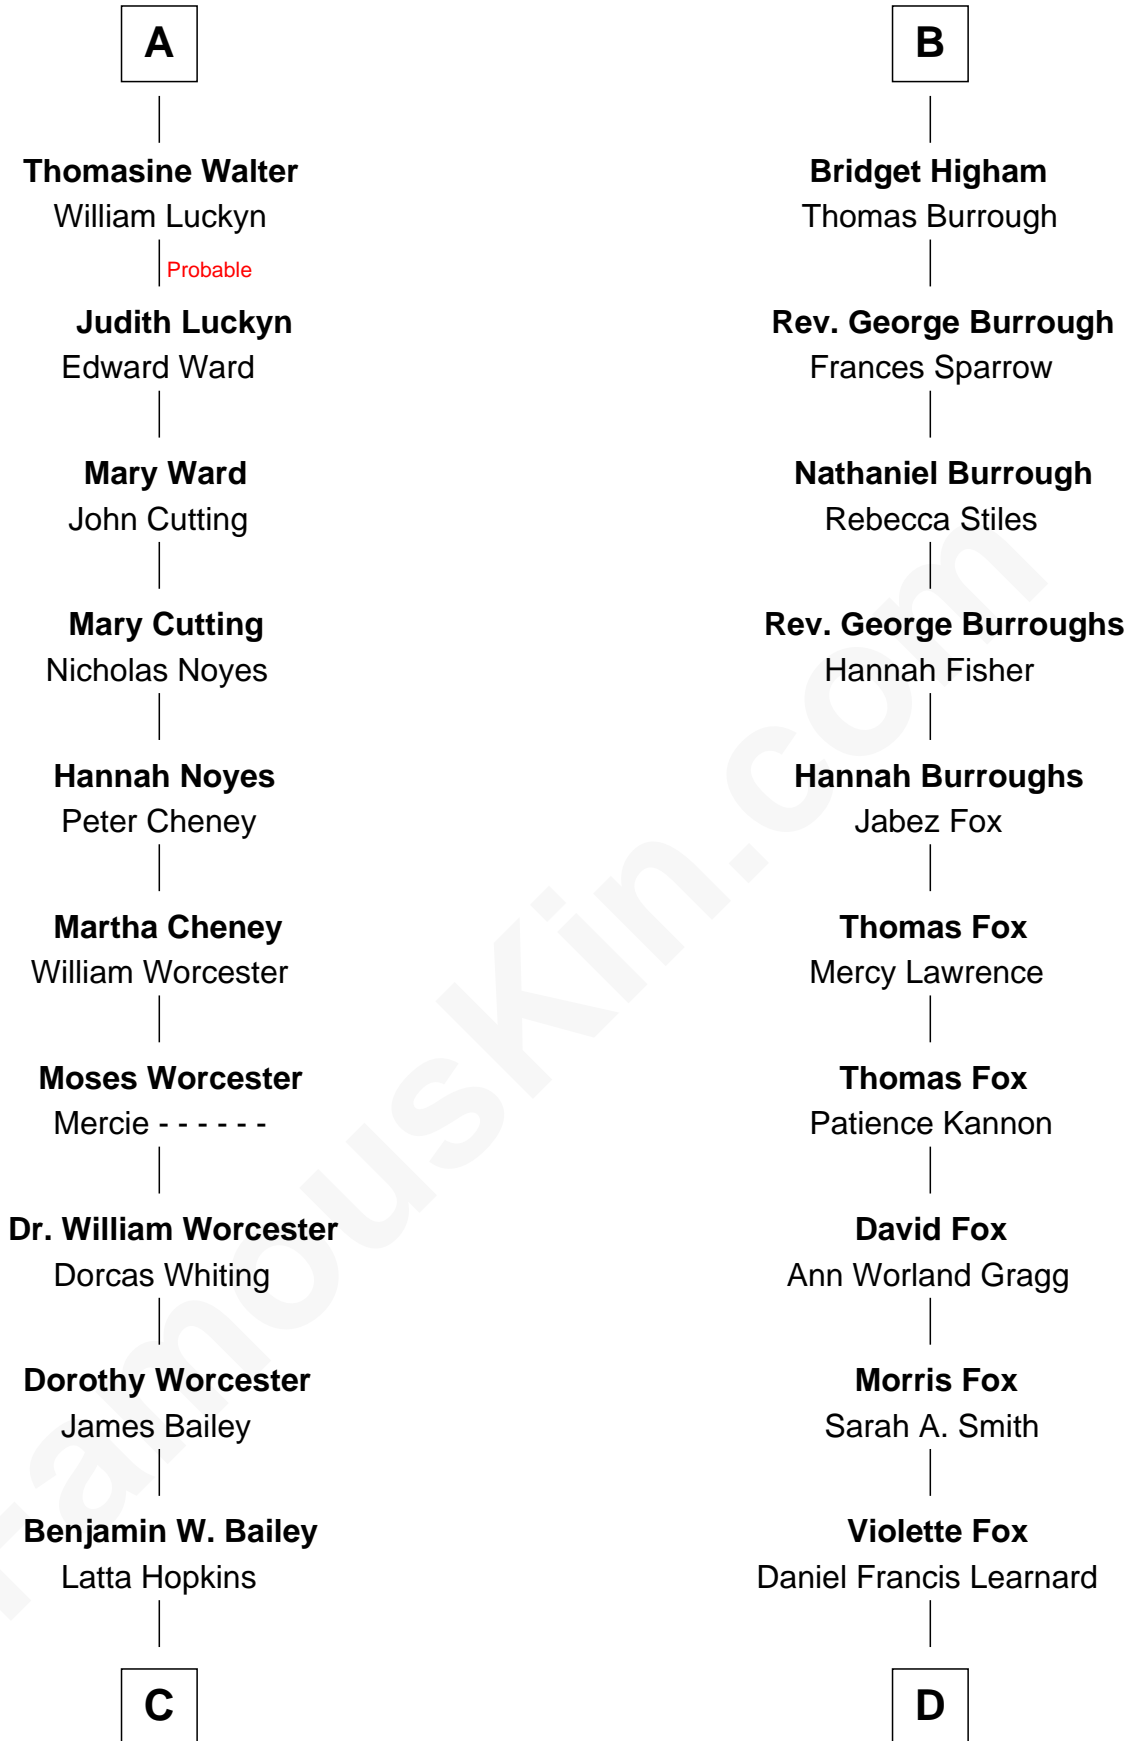 A
Thomasine Walter
William Luckyn
Probable
Judith Luckyn
Edward Ward
Mary Ward
John Cutting
Mary Cutting
Nicholas Noyes
Hannah Noyes
Peter Cheney
Martha Cheney
William Worcester
Moses Worcester
Mercie - - - - - -
Dr. William Worcester
Dorcas Whiting
Dorothy Worcester
James Bailey
Benjamin W. Bailey
Latta Hopkins
C
B
Bridget Higham
Thomas Burrough
Rev. George Burrough
Frances Sparrow
Nathaniel Burrough
Rebecca Stiles
Rev. George Burroughs
Hannah Fisher
Hannah Burroughs
Jabez Fox
Thomas Fox
Mercy Lawrence
Thomas Fox
Patience Kannon
David Fox
Ann Worland Gragg
Morris Fox
Sarah A. Smith
Violette Fox
Daniel Francis Learnard
D
FamousKin.com